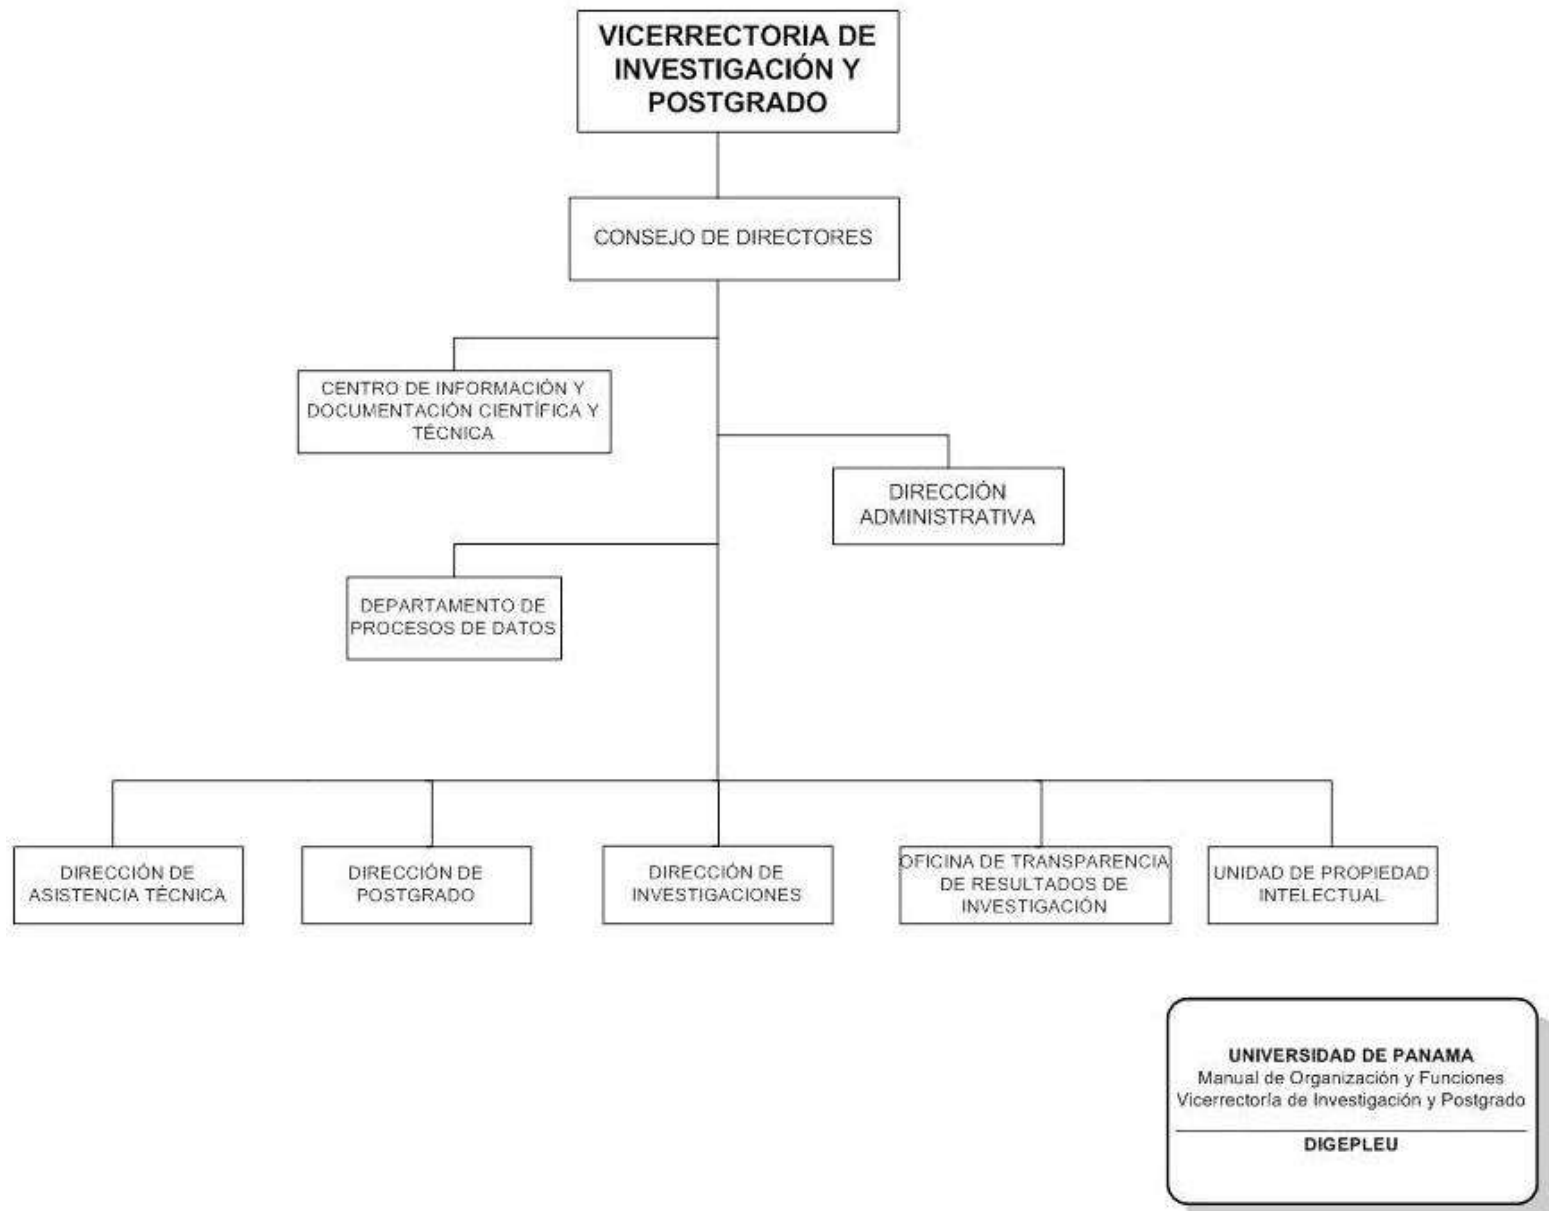 VICERRECTORIA DE
INVESTIGACIÓN Y
POSTGRADO
CONSEJO DE DIRECTORES
CENTRO DE INFORMACIÓN Y
DOCUMENTACIÓN CIENTÍFICA Y
TÉCNICA
DIRECCIÓN
ADMINISTRATIVA
DEPARTAMENTO DE
PROCESOS DE DATOS
DIRECCIÓN DE
ASISTENCIA TÉCNICA
DIRECCIÓN DE
POSTGRADO
DIRECCIÓN DE
INVESTIGACIONES
OFICINA DE TRANSPARENCIA
DE RESULTADOS DE
INVESTIGACIÓN
UNIDAD DE PROPIEDAD
INTELECTUAL
UNIVERSIDAD DE PANAMA
Manual de Organización y Funciones
Vicerrectoría de Investigación y Postgrado
DIGEPLEU